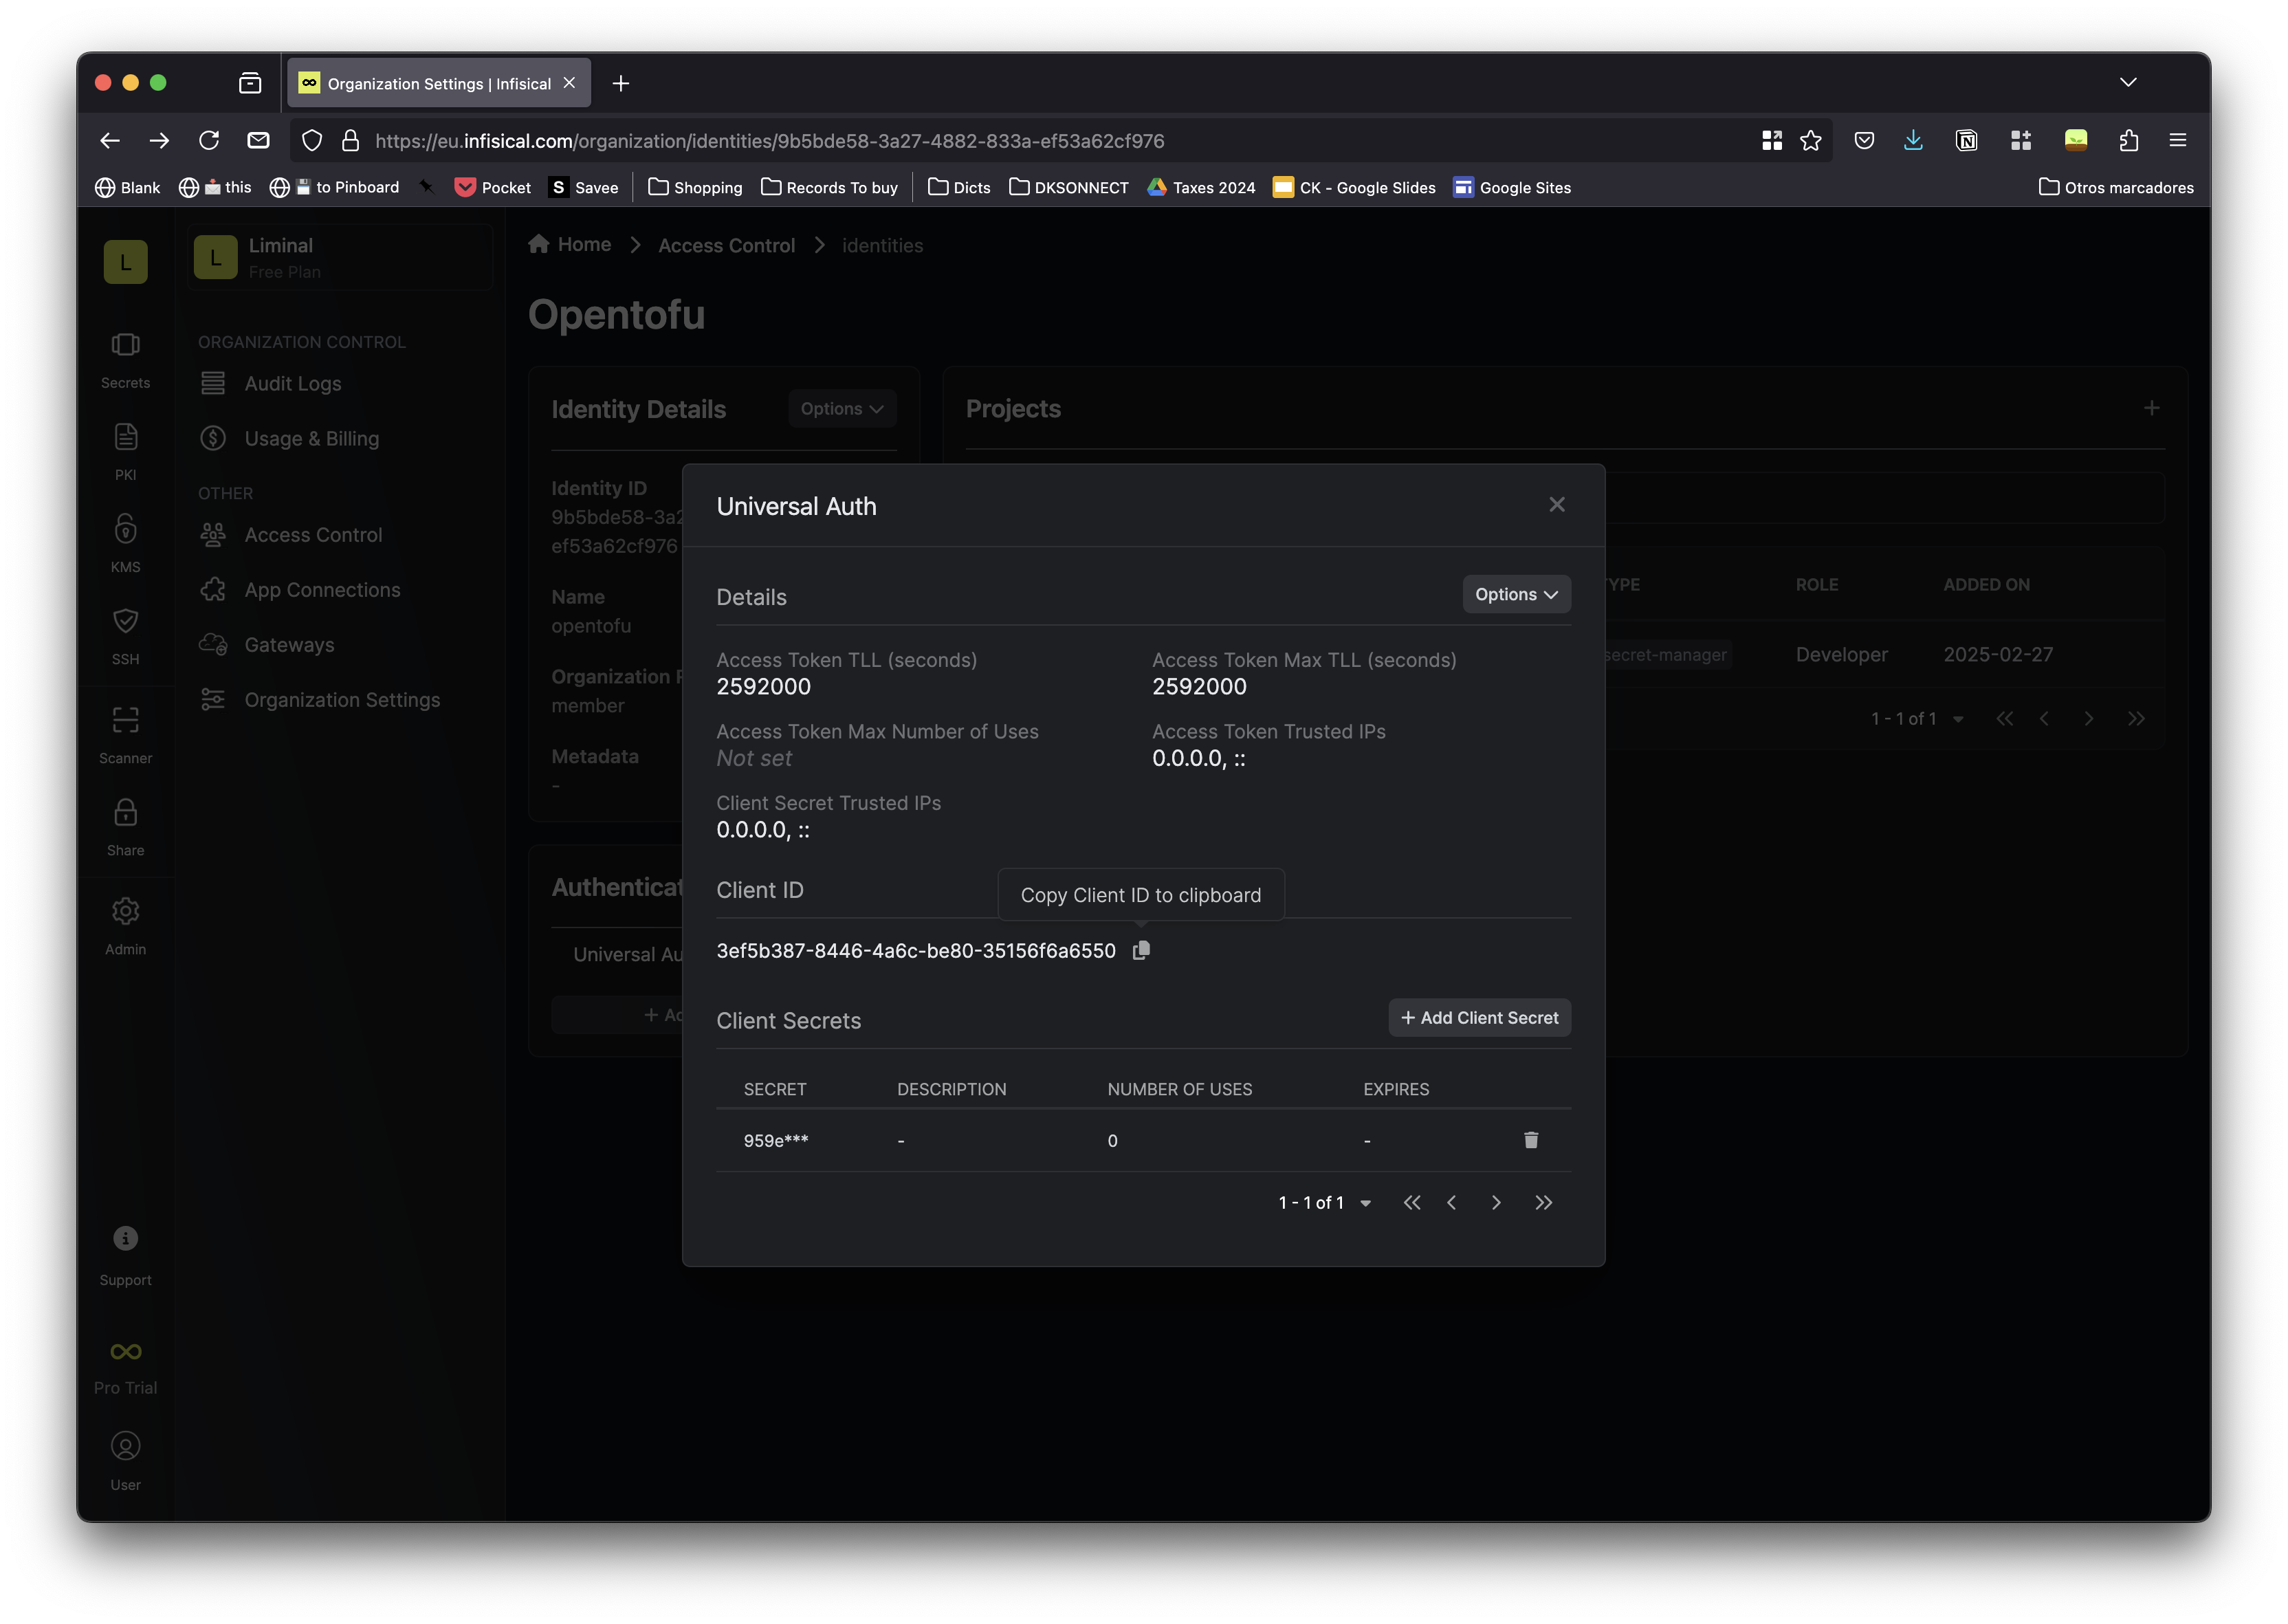 Organization Settings | Infisical
https://eu.infisical.com/organization/identities/9b5bde58-3a27-4882-833a-ef53a62cf976
Blank
this
to Pinboard
Pocket
S Savee
Shopping
Records To buy
Dicts
DKSONNECT
Taxes 2024
CK - Google Slides
Google Sites
Otros marcadores
L
Secrets
PKI
KMS
SSH
Scanner
Share
Admin
Support
Pro Trial
User
L
Liminal
Free Plan
ORGANIZATION CONTROL
Audit Logs
Usage & Billing
OTHER
Access Control
App Connections
Gateways
Organization Settings
Home
Access Control
identities
Opentofu
Identity Details
Options
Identity ID
9b5bde58-3a2
ef53a62cf976
Name
opentofu
Organization
member
Metadata
-
Universal Au
Projects
ROLE
ADDED ON
secret-manager
Developer
2025-02-27
1 - 1 of 1
Universal Auth
Details
Options
Access Token TLL (seconds)
2592000
Access Token Max TLL (seconds)
2592000
Access Token Max Number of Uses
Not set
Access Token Trusted IPs
0.0.0.0, ::
Client Secret Trusted IPs
0.0.0.0, ::
Client ID
Copy Client ID to clipboard
3ef5b387-8446-4a6c-be80-35156f6a6550
Client Secrets
+ Add Client Secret
SECRET
DESCRIPTION
NUMBER OF USES
EXPIRES
959e***
-
0
-
1 - 1 of 1